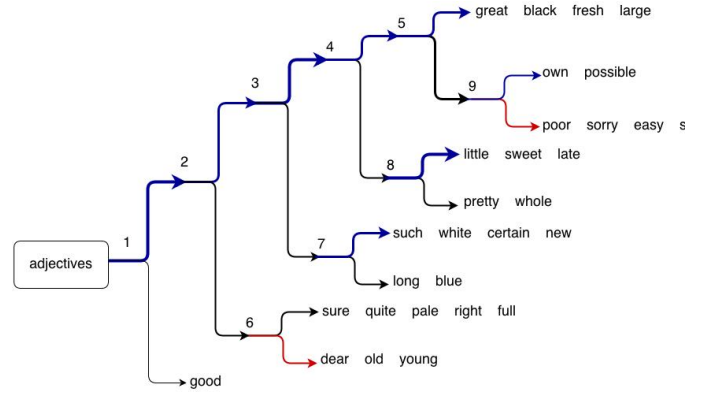 great black fresh large
5
4
own possible
9
3
poor sorry easy s
little sweet late
8
2
pretty whole
such white certain new
7
1
adjectives
long blue
sure quite pale right full
6
dear old young
good